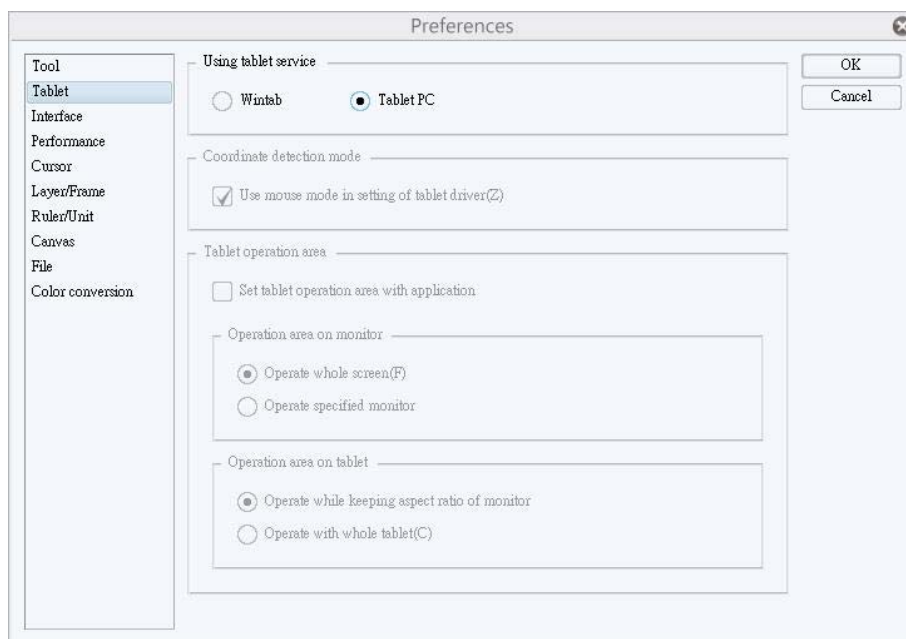 Preferences
Tool
Tablet
Interface
Performance
Cursor
Layer/Frame
Ruler/Unit
Canvas
File
Color conversion
Using tablet service
Wintab Tablet PC
Coordinate detection mode
Use mouse mode in setting of tablet driver(Z)
Tablet operation area
Set tablet operation area with application
Operation area on monitor
Operate whole screen(F)
Operate specified monitor
Operation area on tablet
Operate while keeping aspect ratio of monitor
Operate with whole tablet(C)
OK
Cancel